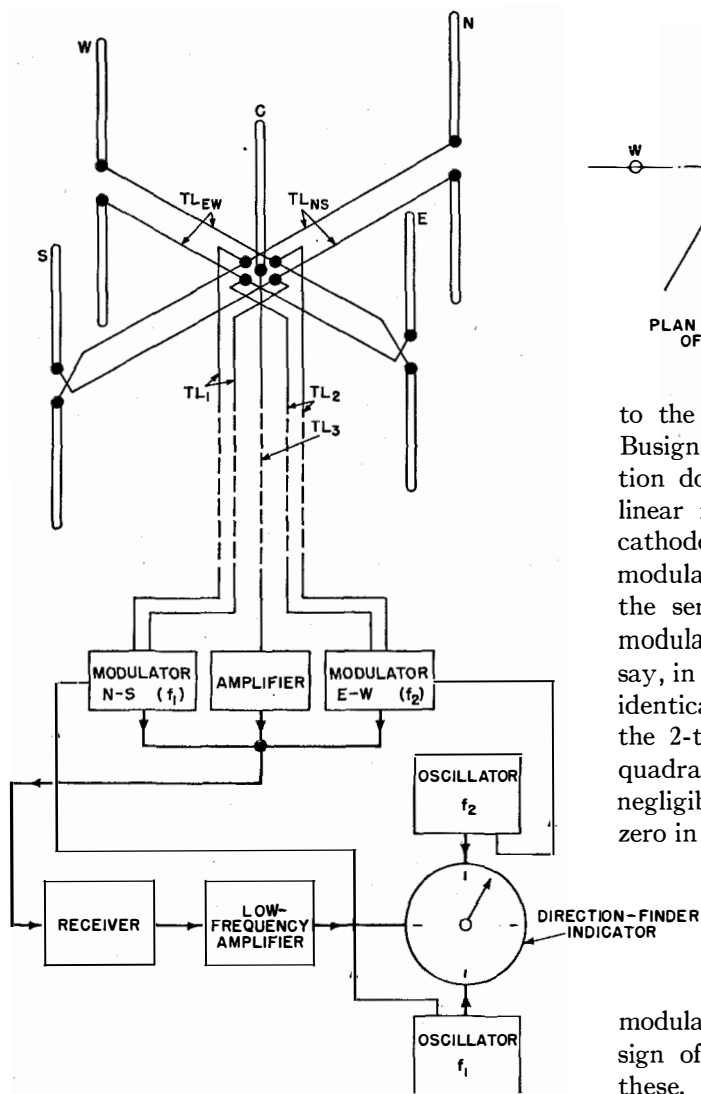 N
W
C
W
TL_EW
TL_NS
E
S
PLAN
OF
TL_1
TL_2
TL_3
MODULATOR
N-S (f_1)
AMPLIFIER
MODULATOR
E-W (f_2)
OSCILLATOR
f_2
RECEIVER
LOW-
FREQUENCY
AMPLIFIER
DIRECTION-FINDER
INDICATOR
OSCILLATOR
f_1
to the
Busign
tion do
linear
cathode
modula
the ser
modula
say, in
identica
the 2-t
quadra
negligib
zero in
modula
sign of
these,